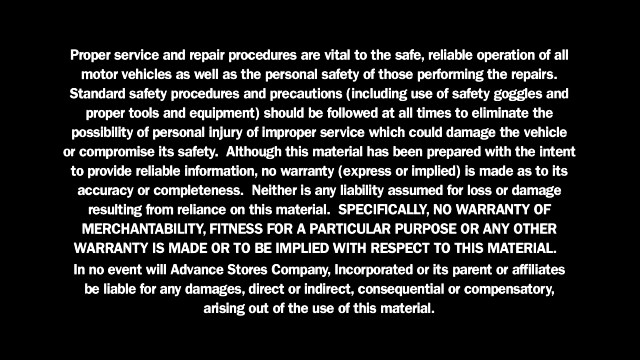 Proper service and repair procedures are vital to the safe, reliable operation of all
motor vehicles as well as the personal safety of those performing the repairs.
Standard safety procedures and precautions (including use of safety goggles and
proper tools and equipment) should be followed at all times to eliminate the
possibility of personal injury of improper service which could damage the vehicle
or compromise its safety.  Although this material has been prepared with the intent
to provide reliable information, no warranty (express or implied) is made as to its
accuracy or completeness.  Neither is any liability assumed for loss or damage
resulting from reliance on this material.  SPECIFICALLY, NO WARRANTY OF
MERCHANTABILITY, FITNESS FOR A PARTICULAR PURPOSE OR ANY OTHER
WARRANTY IS MADE OR TO BE IMPLIED WITH RESPECT TO THIS MATERIAL.
In no event will Advance Stores Company, Incorporated or its parent or affiliates
be liable for any damages, direct or indirect, consequential or compensatory,
arising out of the use of this material.